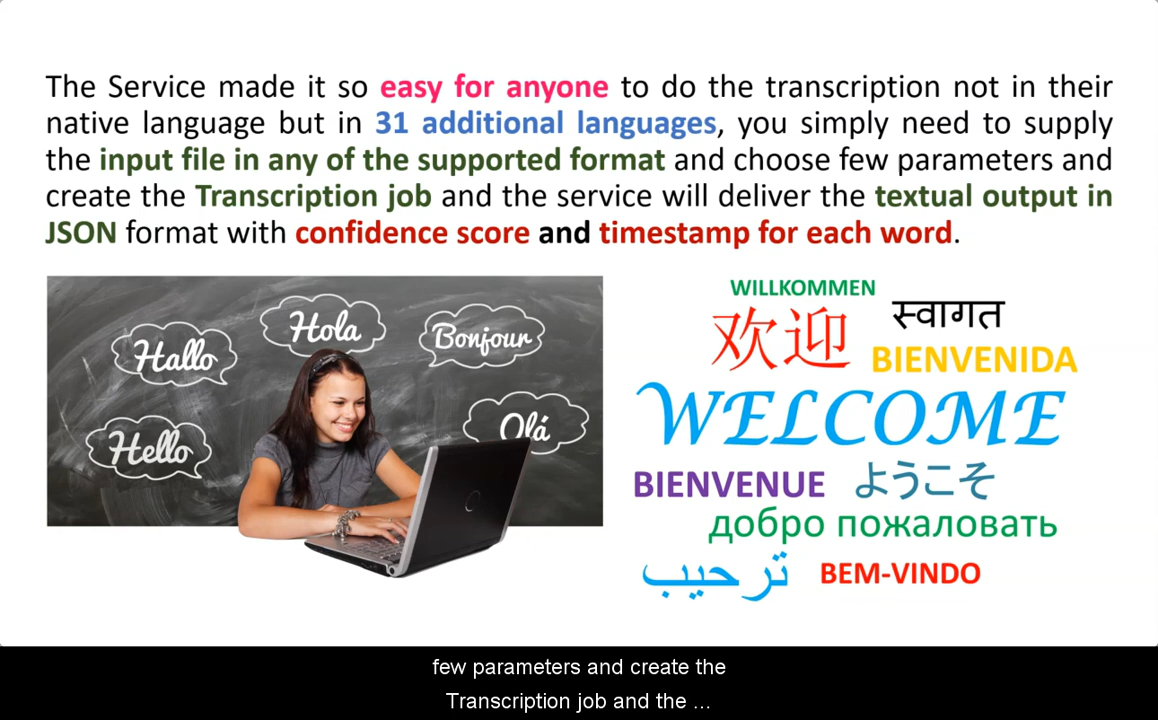 The Service made it so easy for anyone to do the transcription not in their
native language but in 31 additional languages, you simply need to supply
the input file in any of the supported format and choose few parameters and
create the Transcription job and the service will deliver the textual output in
JSON format with confidence score and timestamp for each word.
Hallo
Hola
Bonjour
Hello
Olá
WILLKOMMEN
欢迎
स्वागत
BIENVENIDA
WELCOME
BIENVENUE
ようこそ
добро пожаловать
ترحيب
BEM-VINDO
few parameters and create the
Transcription job and the ...